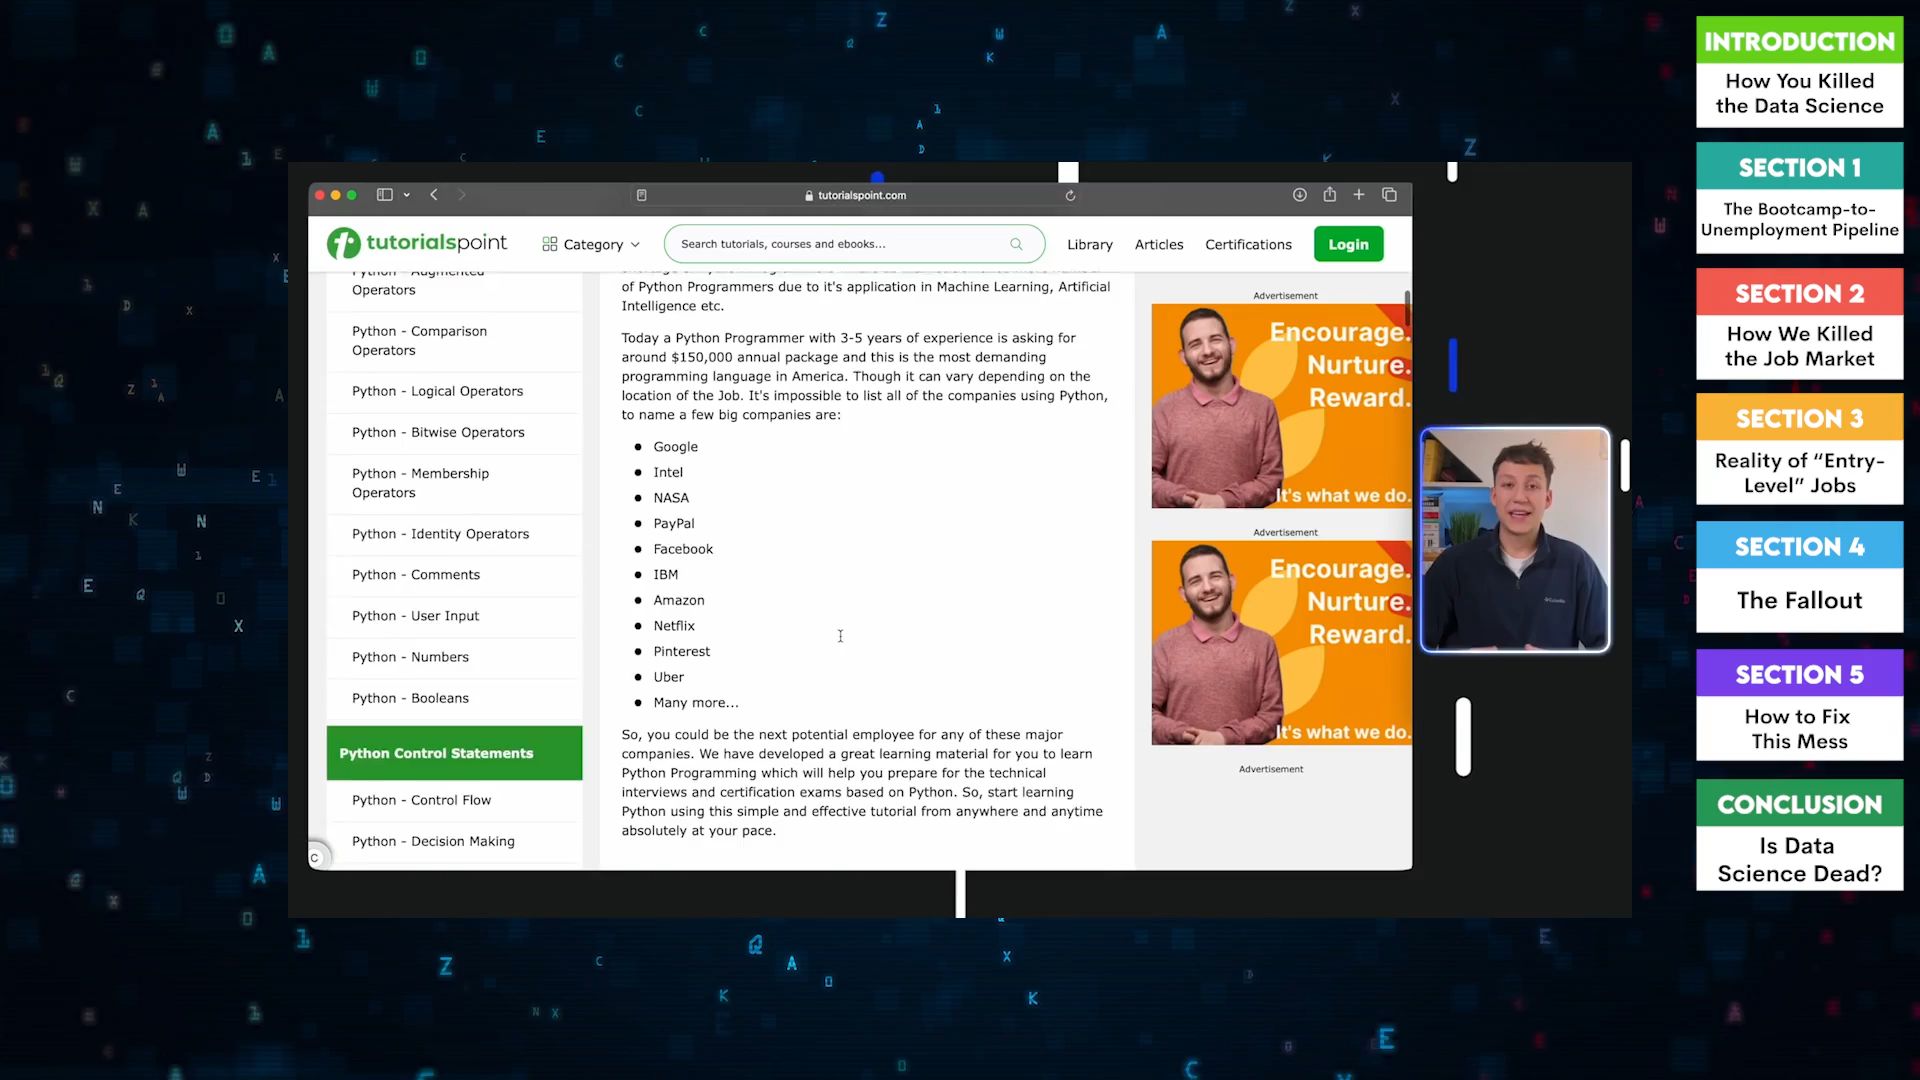 tutorialspoint.com
tutorialspoint
Category
Search tutorials, courses and ebooks...
Library
Articles
Certifications
Login
Operators
Python - Comparison
Operators
Python - Logical Operators
Python - Bitwise Operators
Python - Membership
Operators
Python - Identity Operators
Python - Comments
Python - User Input
Python - Numbers
Python - Booleans
Python Control Statements
Python - Control Flow
Python - Decision Making
of Python Programmers due to it's application in Machine Learning, Artificial
Intelligence etc.
Today a Python Programmer with 3-5 years of experience is asking for
around $150,000 annual package and this is the most demanding
programming language in America. Though it can vary depending on the
location of the Job. It's impossible to list all of the companies using Python,
to name a few big companies are:
Google
Intel
NASA
PayPal
Facebook
IBM
Amazon
Netflix
Pinterest
Uber
Many more...
So, you could be the next potential employee for any of these major
companies. We have developed a great learning material for you to learn
Python Programming which will help you prepare for the technical
interviews and certification exams based on Python. So, start learning
Python using this simple and effective tutorial from anywhere and anytime
absolutely at your pace.
Advertisement
Encourage.
Nurture.
Reward.
It's what we do.
Advertisement
Encourage.
Nurture.
Reward.
It's what we do.
Advertisement
INTRODUCTION
How You Killed
the Data Science
SECTION 1
The Bootcamp-to-
Unemployment Pipeline
SECTION 2
How We Killed
the Job Market
SECTION 3
Reality of “Entry-
Level” Jobs
SECTION 4
The Fallout
SECTION 5
How to Fix
This Mess
CONCLUSION
Is Data
Science Dead?